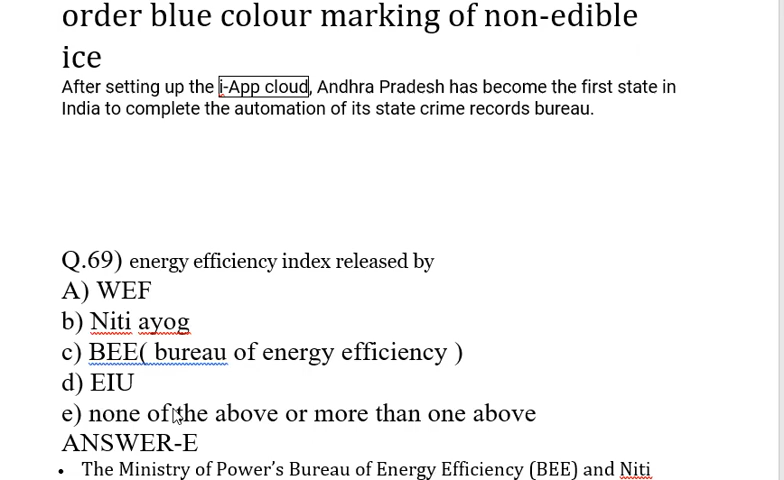 order blue colour marking of non-edible
ice
After setting up the i-App cloud, Andhra Pradesh has become the first state in
India to complete the automation of its state crime records bureau.
Q.69) energy efficiency index released by
A) WEF
b) Niti ayog
c) BEE( bureau of energy efficiency )
d) EIU
e) none of the above or more than one above
ANSWER-E
• The Ministry of Power's Bureau of Energy Efficiency (BEE) and Niti